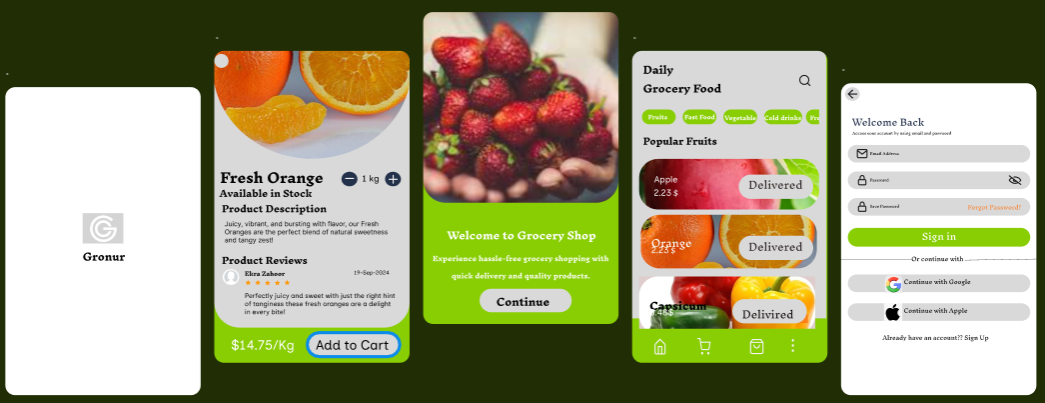 Gronur
Fresh Orange
1 kg
Available in Stock
Product Description
Juicy, vibrant, and bursting with flavor, our Fresh
Oranges are the perfect blend of natural sweetness
and tangy zest!
Product Reviews
Ekra Zahoor
19-Sep-2024
Perfectly juicy and sweet with just the right hint
of tanginess these fresh oranges are a delight
in every bite!
$14.75/Kg
Add to Cart
Welcome to Grocery Shop
Experience hassle-free grocery shopping with
quick delivery and quality products.
Continue
Daily
Grocery Food
Fruits
Fast Food
Vegetable
Cold drinks
Fre
Popular Fruits
Apple
2.23 $
Delivered
Orange
2.23 $
Delivered
Capsicum
Delivired
Welcome Back
Access your account by using email and password
Email Address
Password
Save Password
Forgot Password?
Sign in
Or continue with
Continue with Google
Continue with Apple
Already have an account?? Sign Up